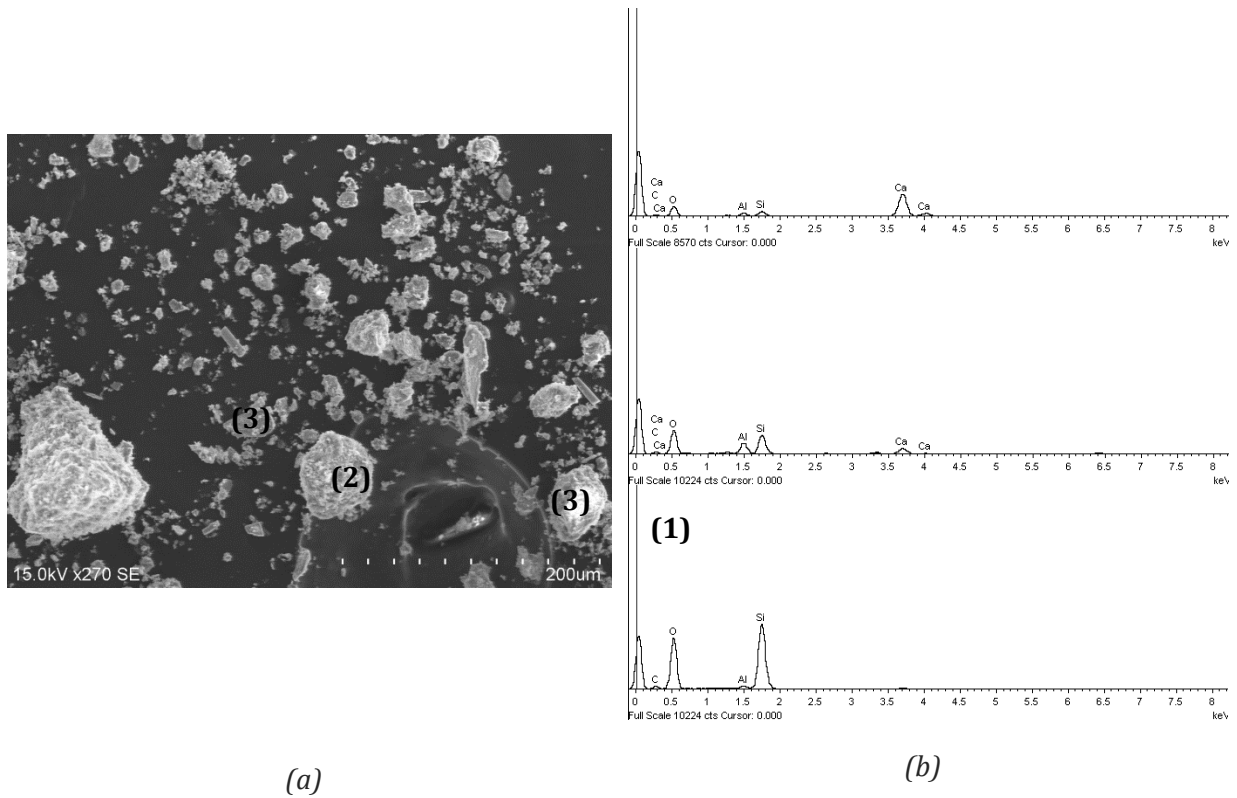 (3)
(2)
(3)
15.0kV x270 SE
200um
(a)
Ca
C
Ca
O
Al
Si
Ca
Ca
0 0.5 1 1.5 2 2.5 3 3.5 4 4.5 5 5.5 6 6.5 7 7.5 8
Full Scale 8570 cts Cursor: 0.000
keV
Ca
C
Ca
O
Al
Si
Ca
Ca
0 0.5 1 1.5 2 2.5 3 3.5 4 4.5 5 5.5 6 6.5 7 7.5 8
Full Scale 10224 cts Cursor: 0.000
keV
(1)
C
O
Al
Si
0 0.5 1 1.5 2 2.5 3 3.5 4 4.5 5 5.5 6 6.5 7 7.5 8
Full Scale 10224 cts Cursor: 0.000
keV
(b)